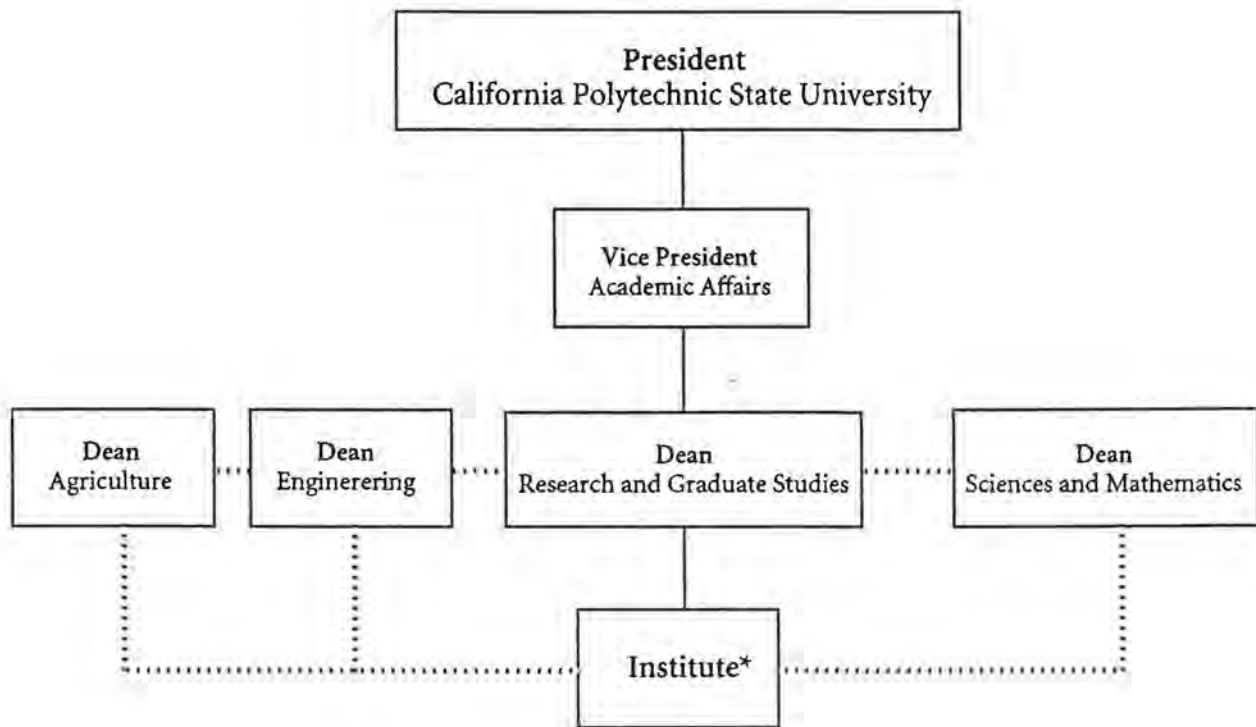 President
California Polytechnic State University
Vice President
Academic Affairs
Dean
Agriculture
Dean
Enginerering
Dean
Research and Graduate Studies
Dean
Sciences and Mathematics
Institute*